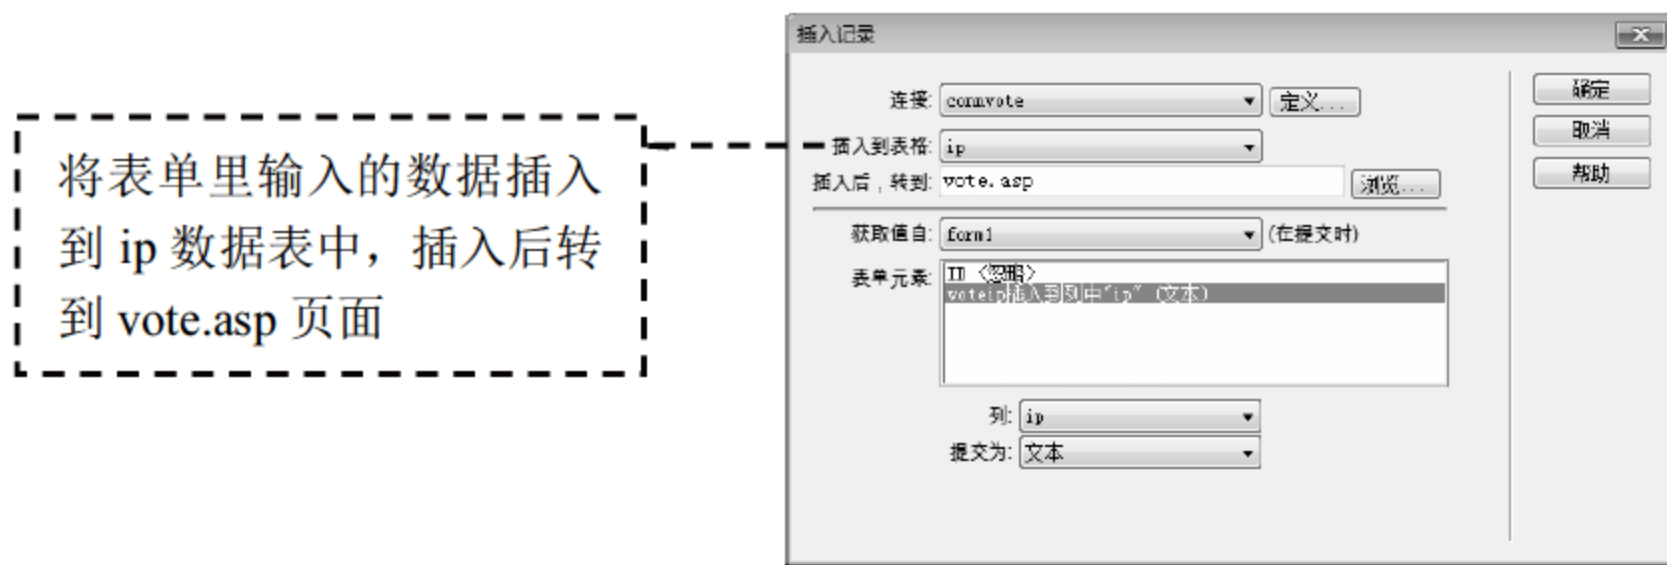 将表单里输入的数据插入
到 ip 数据表中，插入后转
到 vote.asp 页面
插入记录
连接: connvote 定义...
插入到表格: ip
插入后，转到: vote.asp 浏览...
获取值自: form1 (在提交时)
表单元素: ID <忽略>
voteip插入到列中"ip" (文本)
列: ip
提交为: 文本
确定
取消
帮助